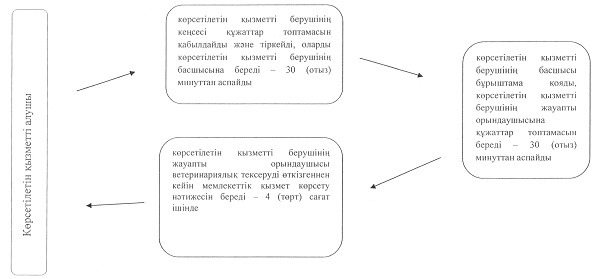 Көрсетілетін қызметті алушы
көрсетілетін қызметті берушінің
кеңсесі құжаттар топтамасын
қабылдайды және тіркейді, оларды
көрсетілетін қызметті берушінің
басшысына береді – 30 (отыз)
минуттан аспайды
көрсетілетін қызметті
берушінің басшысы
бұрыштама қояды,
көрсетілетін қызметті
берушінің жауапты
орындаушысына
құжаттар топтамасын
береді – 30 (отыз)
минуттан аспайды
көрсетілетін қызметті берушінің
жауапты орындаушысы
ветеринариялық тексеруді өткізгеннен
кейін мемлекеттік қызмет көрсету
нәтижесін береді – 4 (төрт) сағат
ішінде